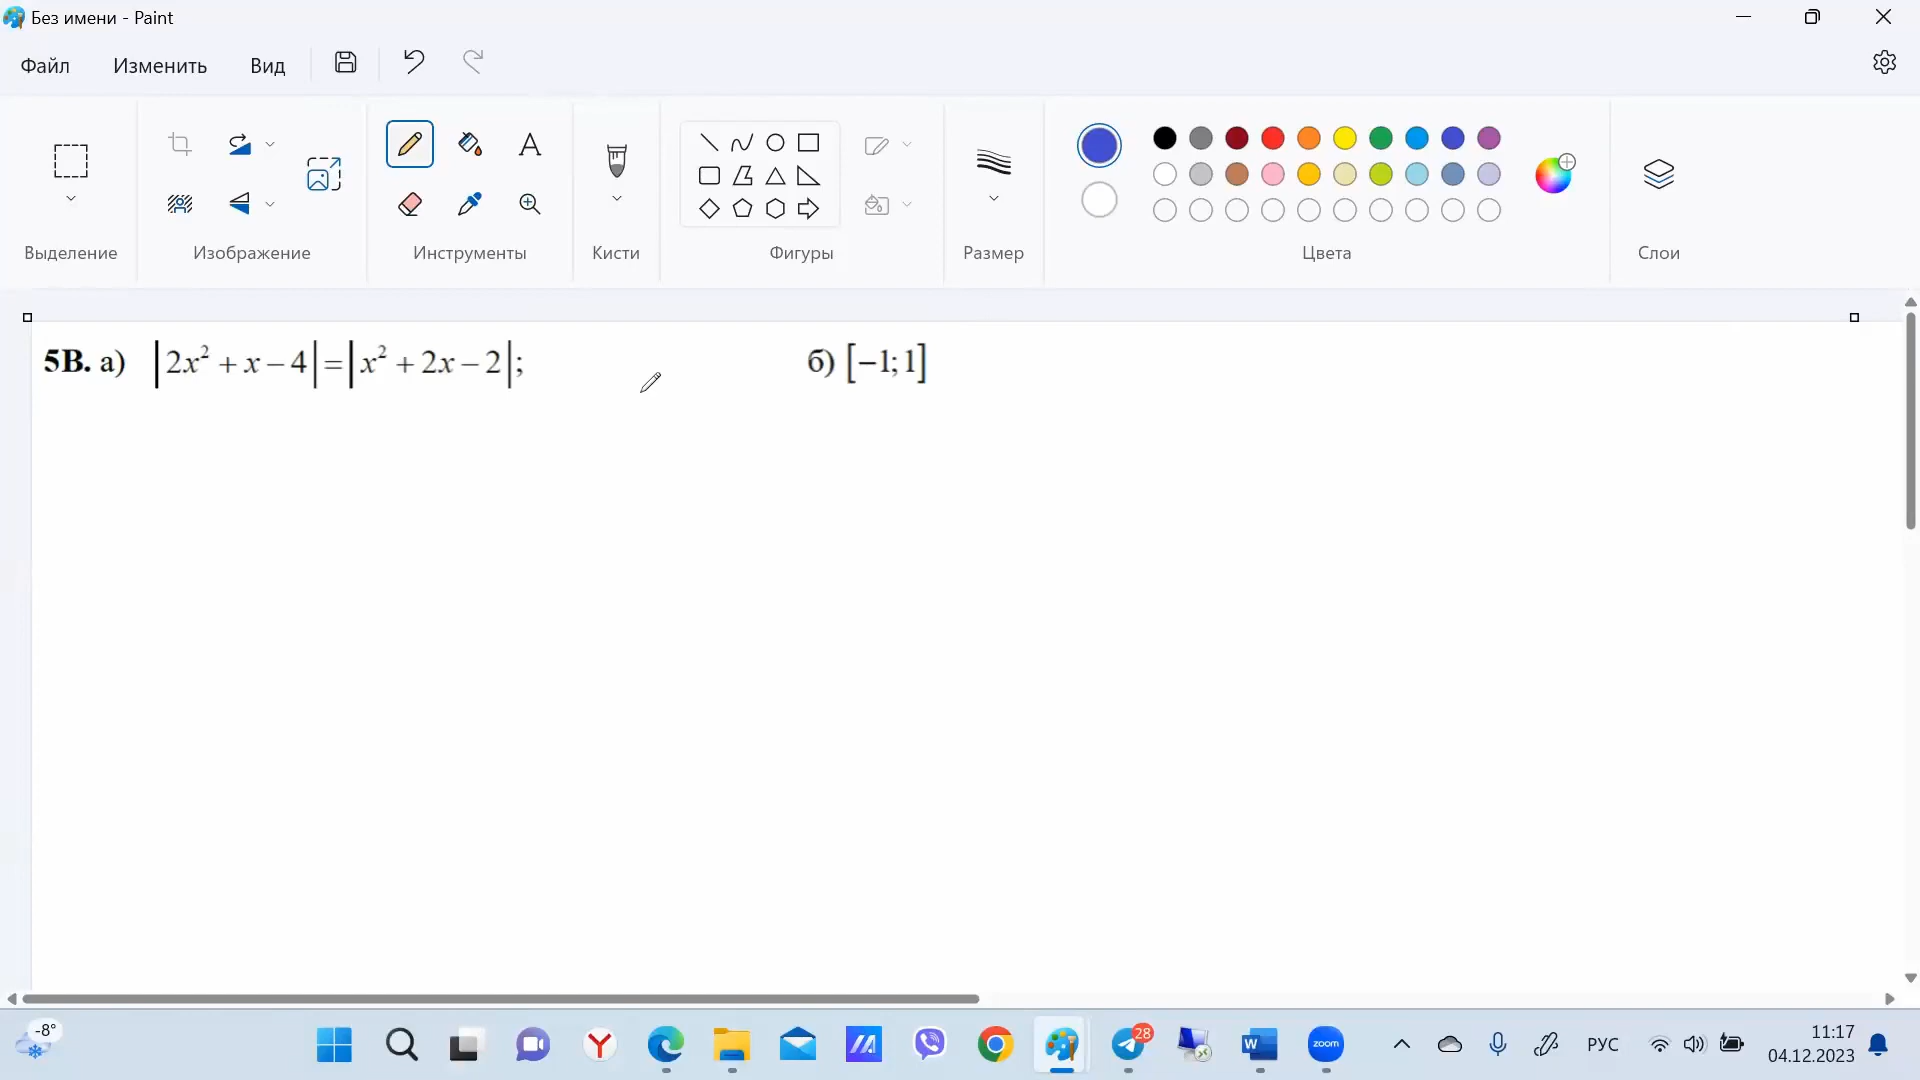 Без имени - Paint
Файл Изменить Вид
Выделение Изображение Инструменты Кисти Фигуры Размер Цвета Слои
5В. а) |2x² + x − 4| = |x² + 2x − 2|; б) [−1; 1]
-8°
28
zoom
РУС
11:17
04.12.2023